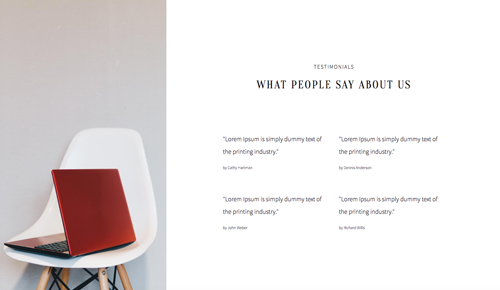 TESTIMONIALS
WHAT PEOPLE SAY ABOUT US
"Lorem Ipsum is simply dummy text of
the printing industry."
by Cathy Hartman
"Lorem Ipsum is simply dummy text of
the printing industry."
by Dennis Anderson
"Lorem Ipsum is simply dummy text of
the printing industry."
by John Weber
"Lorem Ipsum is simply dummy text of
the printing industry."
by Richard Willis